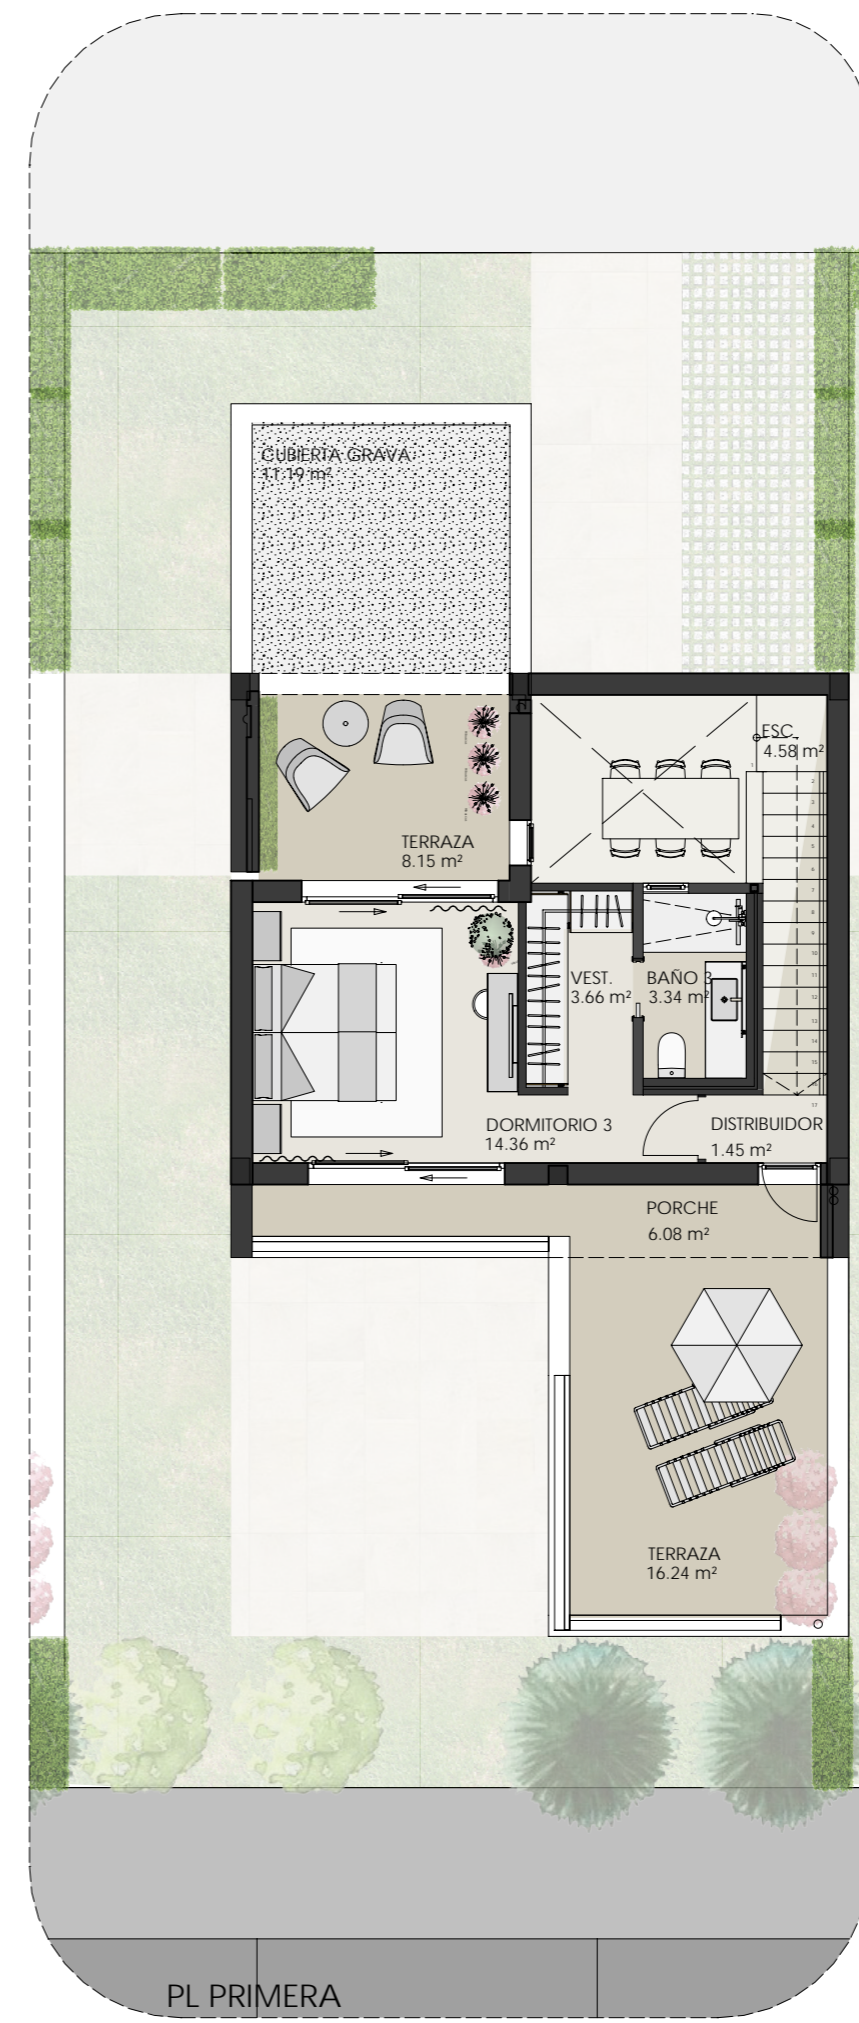 CUBIERTA GRAVA
11.19 m²
ESC.
4.58 m²
TERRAZA
8.15 m²
VEST.
3.66 m²
BAÑO 3
3.34 m²
DORMITORIO 3
14.36 m²
DISTRIBUIDOR
1.45 m²
PORCHE
6.08 m²
TERRAZA
16.24 m²
PL PRIMERA